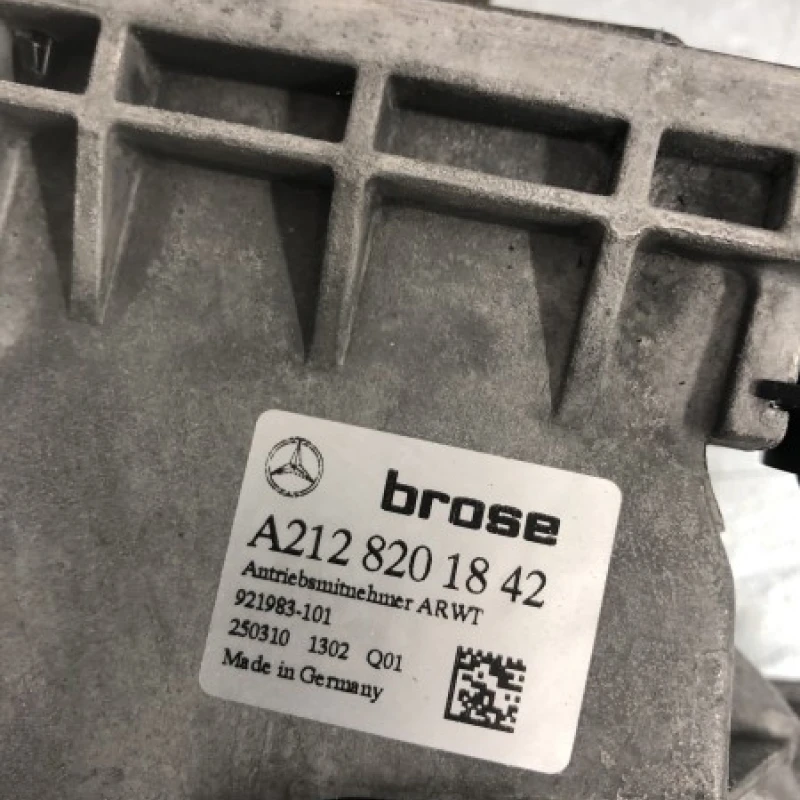 brose
A212 820 18 42
Antriebsmitnehmer ARWT
921983-101
250310 1302 Q01
Made in Germany